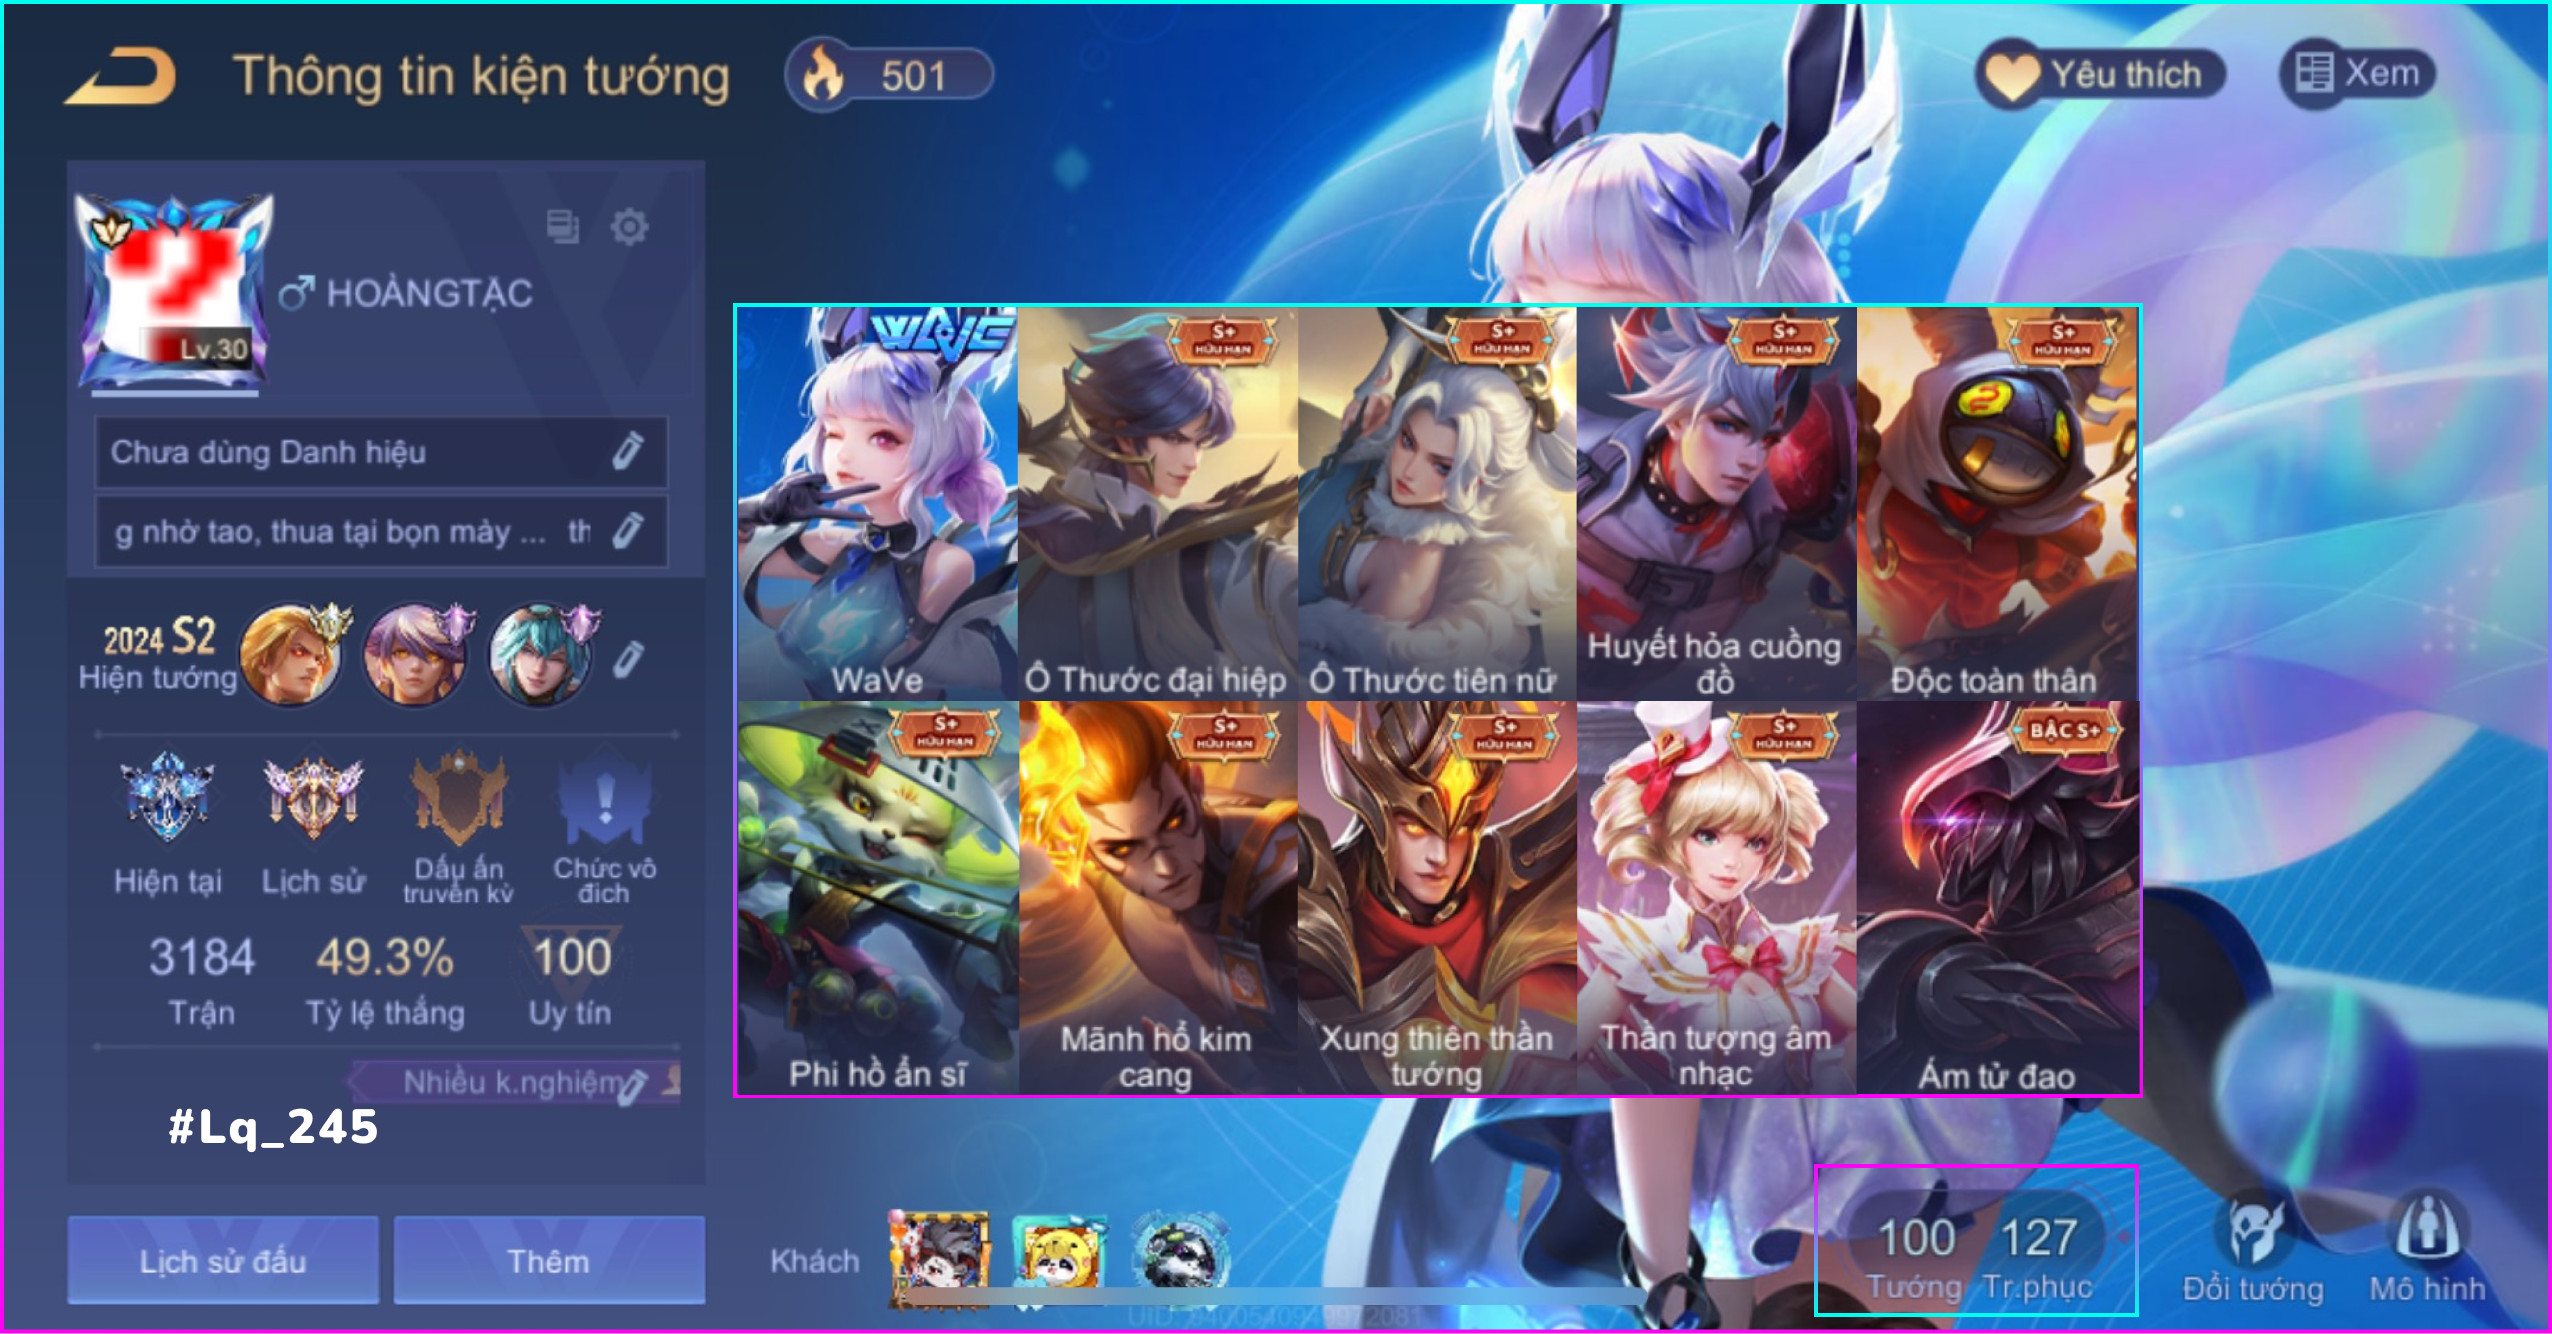 Thông tin kiện tướng
501
Yêu thích
Xem
HOÀNGTẶC
Lv.30
Chưa dùng Danh hiệu
g nhờ tao, thua tại bọn mày ... th
2024 S2
Hiện tướng
Hiện tại
Lịch sử
Dấu ấn
truyền kỳ
Chức vô
địch
3184
49.3%
100
Trận
Tỷ lệ thắng
Uy tín
Nhiều k.nghiệm
#Lq_245
Lịch sử đấu
Thêm
WAVE
S+
HỮU HẠN
S+
HỮU HẠN
S+
HỮU HẠN
S+
HỮU HẠN
WaVe
Ô Thước đại hiệp
Ô Thước tiên nữ
Huyết hỏa cuồng
đồ
Độc toàn thân
S+
HỮU HẠN
S+
HỮU HẠN
S+
HỮU HẠN
S+
HỮU HẠN
BẬC S+
Phi hồ ẩn sĩ
Mãnh hổ kim
cang
Xung thiên thần
tướng
Thần tượng âm
nhạc
Ám tử đao
Khách
UID:
100
127
Tướng
Tr.phục
Đổi tướng
Mô hình